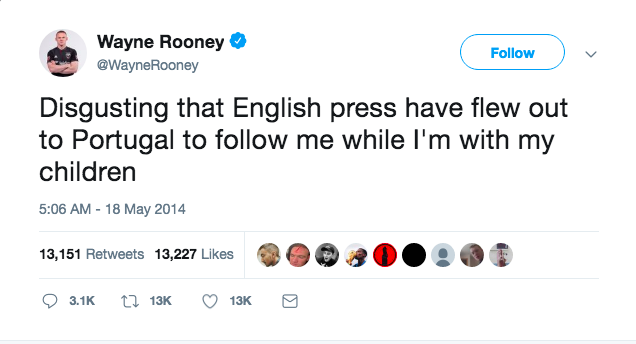 Wayne Rooney
@WayneRooney
Follow
Disgusting that English press have flew out
to Portugal to follow me while I'm with my
children
5:06 AM - 18 May 2014
13,151 Retweets 13,227 Likes
3.1K 13K 13K